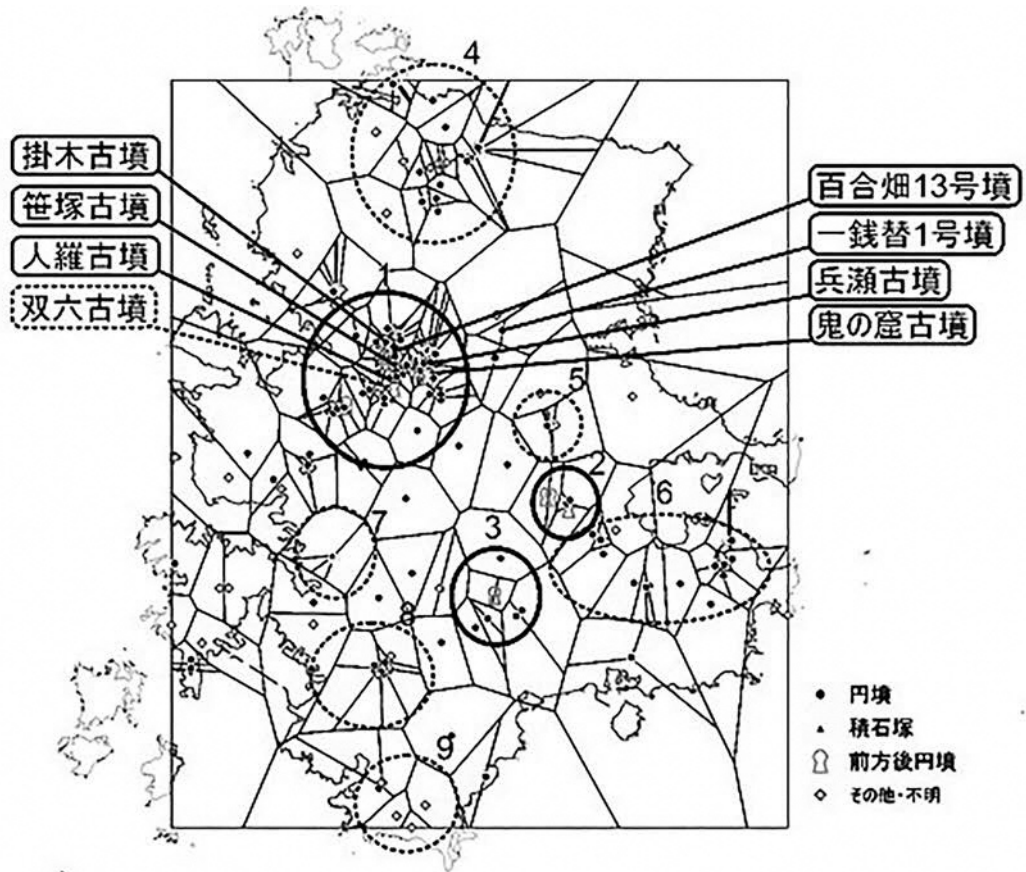 4
掛木古墳
笹塚古墳
人羅古墳
双六古墳
百合畑13号墳
一銭替1号墳
兵瀬古墳
鬼の窟古墳
1
5
2
6
7
3
8
9
円墳
積石塚
前方後円墳
その他・不明